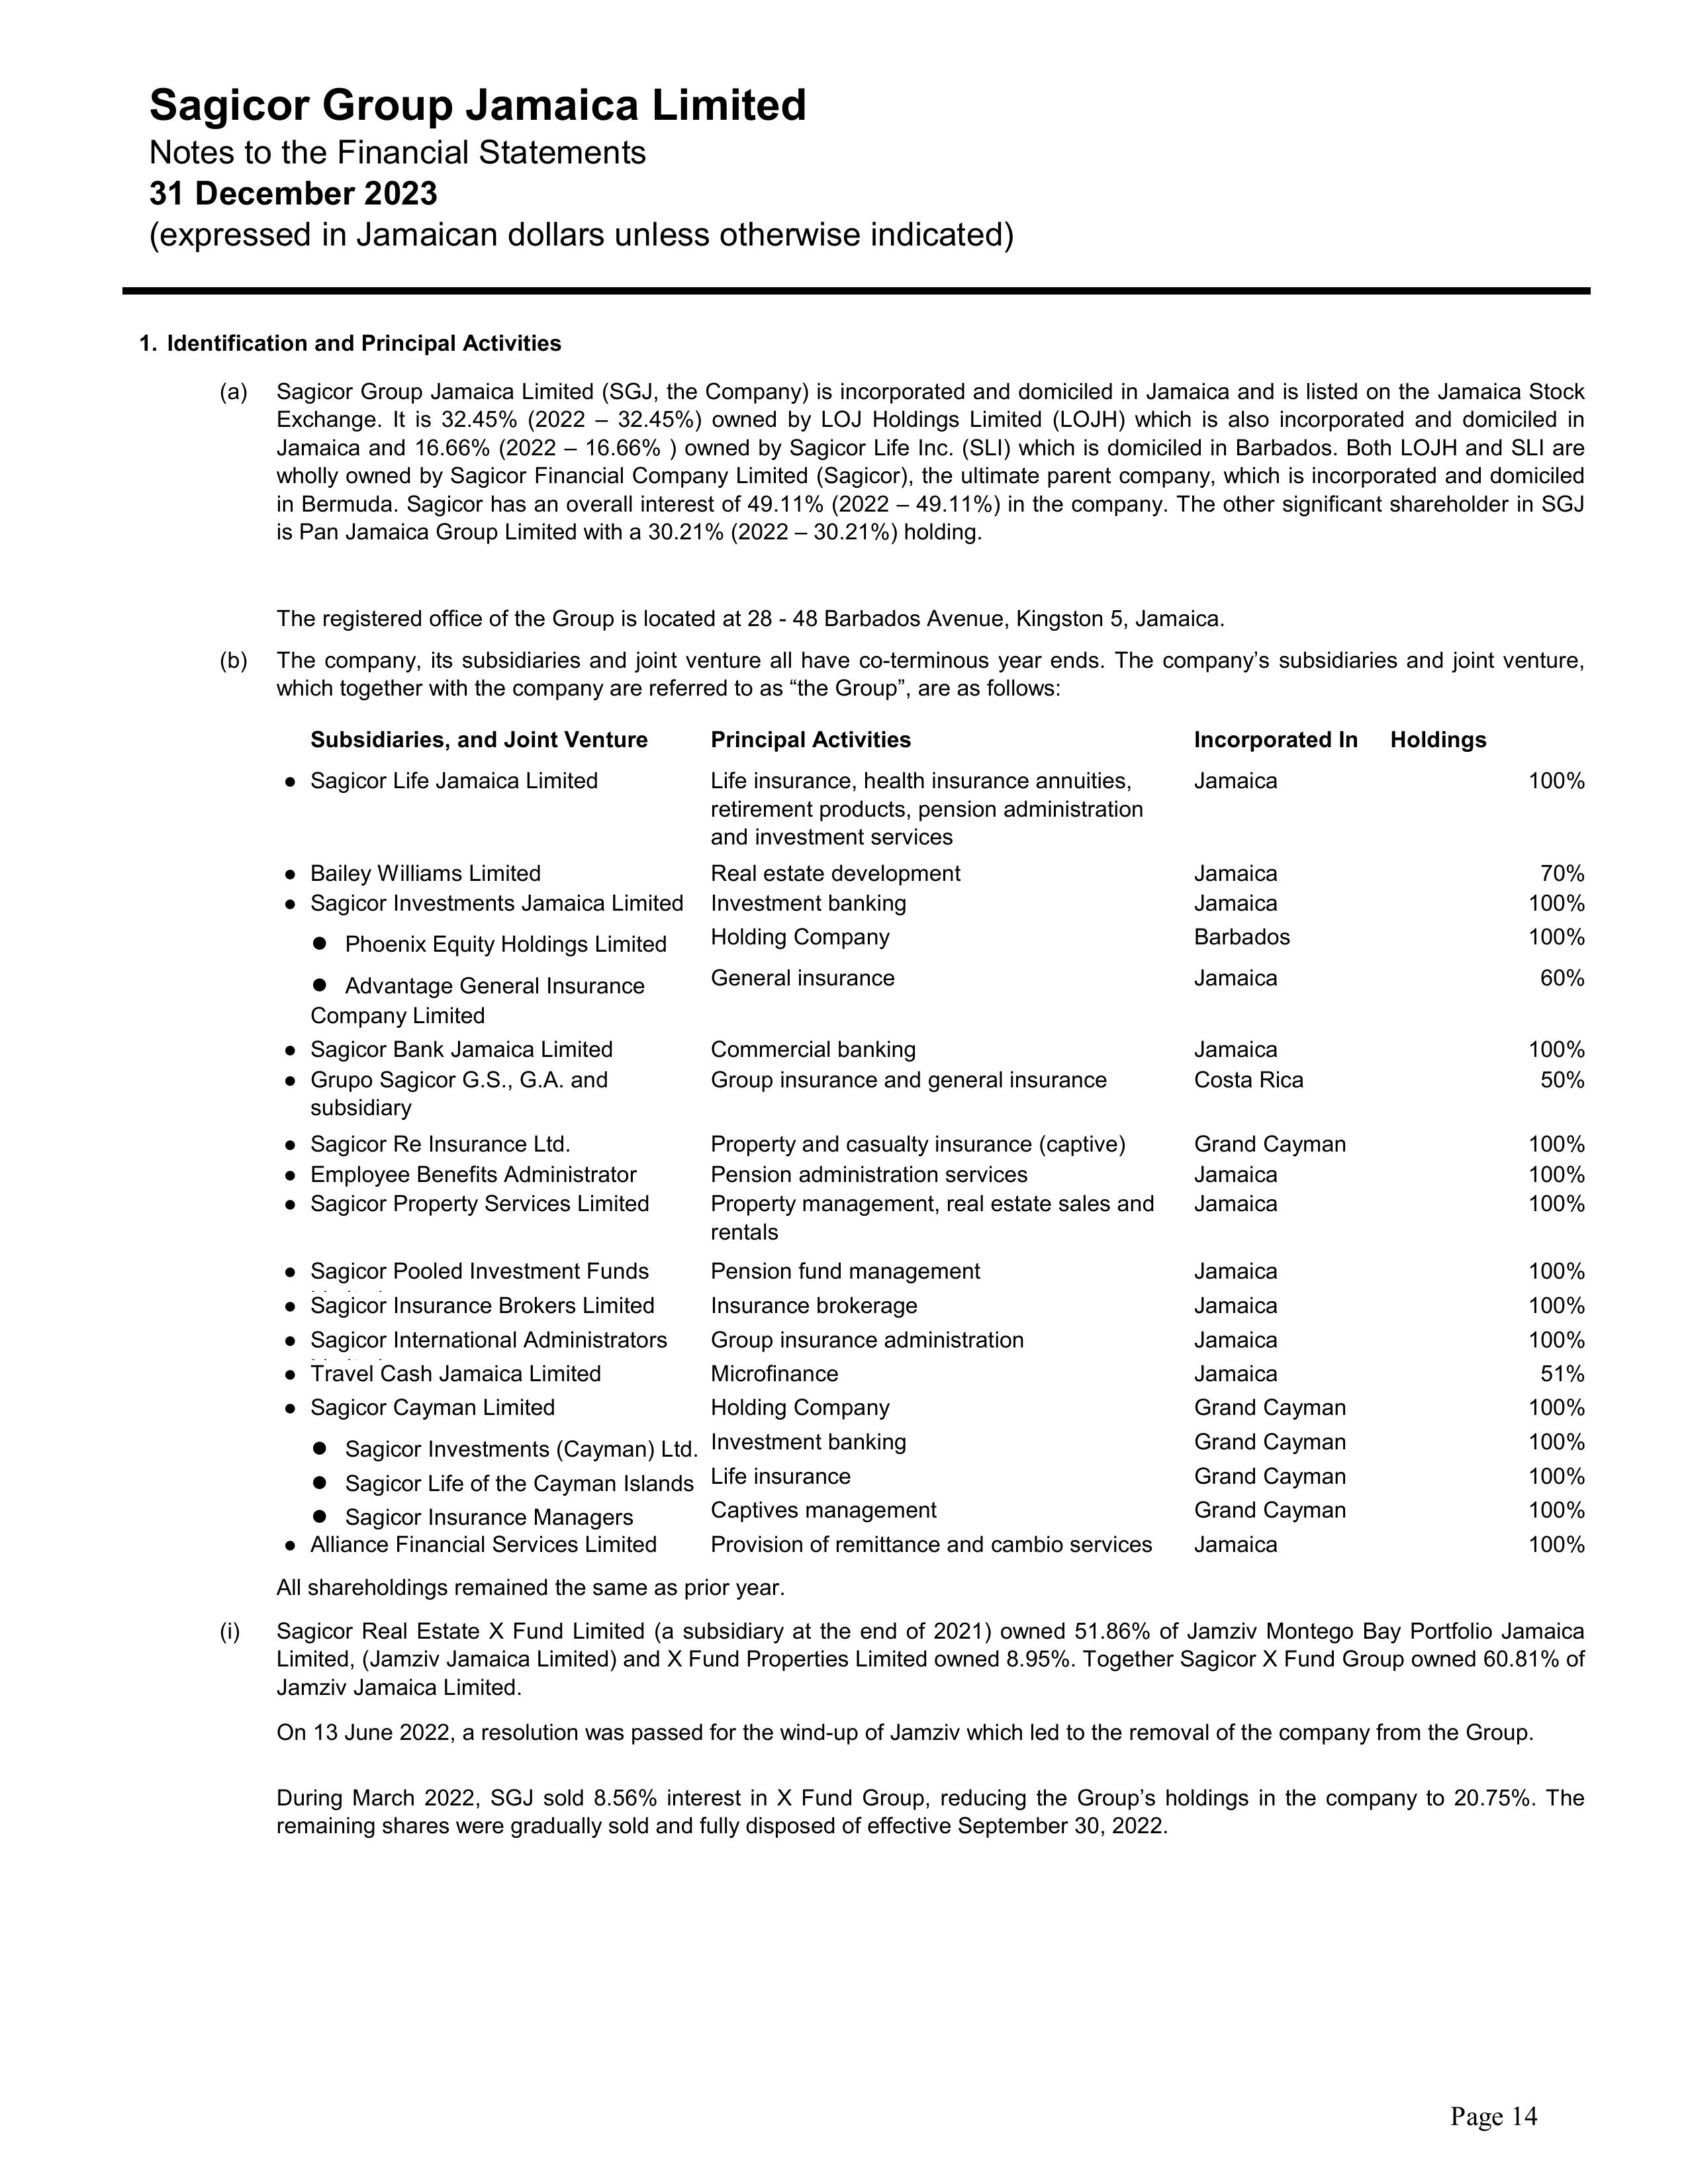 Sagicor Group Jamaica Limited
Notes to the Financial Statements
31 December 2023
(expressed in Jamaican dollars unless otherwise indicated)
1. Identification and Principal Activities
(a) Sagicor Group Jamaica Limited (SGJ, the Company) is incorporated and domiciled in Jamaica and is listed on the Jamaica Stock
Exchange. It is 32.45% (2022 – 32.45%) owned by LOJ Holdings Limited (LOJH) which is also incorporated and domiciled in
Jamaica and 16.66% (2022 – 16.66% ) owned by Sagicor Life Inc. (SLI) which is domiciled in Barbados. Both LOJH and SLI are
wholly owned by Sagicor Financial Company Limited (Sagicor), the ultimate parent company, which is incorporated and domiciled
in Bermuda. Sagicor has an overall interest of 49.11% (2022 – 49.11%) in the company. The other significant shareholder in SGJ
is Pan Jamaica Group Limited with a 30.21% (2022 – 30.21%) holding.
The registered office of the Group is located at 28 - 48 Barbados Avenue, Kingston 5, Jamaica.
(b) The company, its subsidiaries and joint venture all have co-terminous year ends. The company’s subsidiaries and joint venture,
which together with the company are referred to as “the Group”, are as follows:
Subsidiaries, and Joint Venture Principal Activities Incorporated In Holdings
● Sagicor Life Jamaica Limited Life insurance, health insurance annuities, Jamaica 100%
retirement products, pension administration
and investment services
● Bailey Williams Limited Real estate development Jamaica 70%
● Sagicor Investments Jamaica Limited Investment banking Jamaica 100%
● Phoenix Equity Holdings Limited Holding Company Barbados 100%
● Advantage General Insurance General insurance Jamaica 60%
Company Limited
● Sagicor Bank Jamaica Limited Commercial banking Jamaica 100%
● Grupo Sagicor G.S., G.A. and Group insurance and general insurance Costa Rica 50%
subsidiary
● Sagicor Re Insurance Ltd. Property and casualty insurance (captive) Grand Cayman 100%
● Employee Benefits Administrator Pension administration services Jamaica 100%
● Sagicor Property Services Limited Property management, real estate sales and Jamaica 100%
rentals
● Sagicor Pooled Investment Funds Pension fund management Jamaica 100%
● Sagicor Insurance Brokers Limited Insurance brokerage Jamaica 100%
● Sagicor International Administrators Group insurance administration Jamaica 100%
● Travel Cash Jamaica Limited Microfinance Jamaica 51%
● Sagicor Cayman Limited Holding Company Grand Cayman 100%
● Sagicor Investments (Cayman) Ltd. Investment banking Grand Cayman 100%
● Sagicor Life of the Cayman Islands Life insurance Grand Cayman 100%
● Sagicor Insurance Managers Captives management Grand Cayman 100%
● Alliance Financial Services Limited Provision of remittance and cambio services Jamaica 100%
All shareholdings remained the same as prior year.
(i) Sagicor Real Estate X Fund Limited (a subsidiary at the end of 2021) owned 51.86% of Jamziv Montego Bay Portfolio Jamaica
Limited, (Jamziv Jamaica Limited) and X Fund Properties Limited owned 8.95%. Together Sagicor X Fund Group owned 60.81% of
Jamziv Jamaica Limited.
On 13 June 2022, a resolution was passed for the wind-up of Jamziv which led to the removal of the company from the Group.
During March 2022, SGJ sold 8.56% interest in X Fund Group, reducing the Group’s holdings in the company to 20.75%. The
remaining shares were gradually sold and fully disposed of effective September 30, 2022.
Page 14